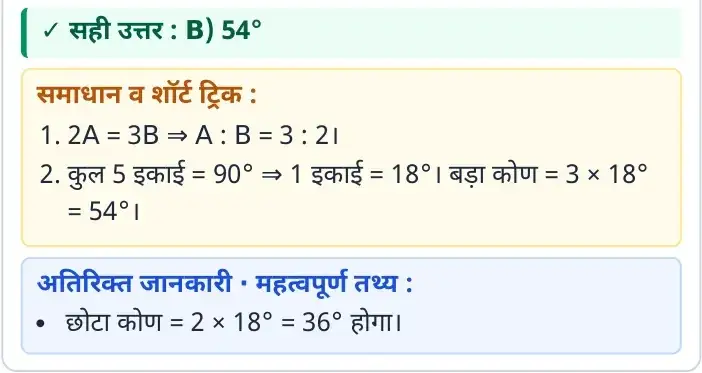 ✓ सही उत्तर : B) 54°
समाधान व शॉर्ट ट्रिक :
1. 2A = 3B ⇒ A : B = 3 : 2।
2. कुल 5 इकाई = 90° ⇒ 1 इकाई = 18°। बड़ा कोण = 3 × 18°
= 54°।
अतिरिक्त जानकारी · महत्वपूर्ण तथ्य :
• छोटा कोण = 2 × 18° = 36° होगा।